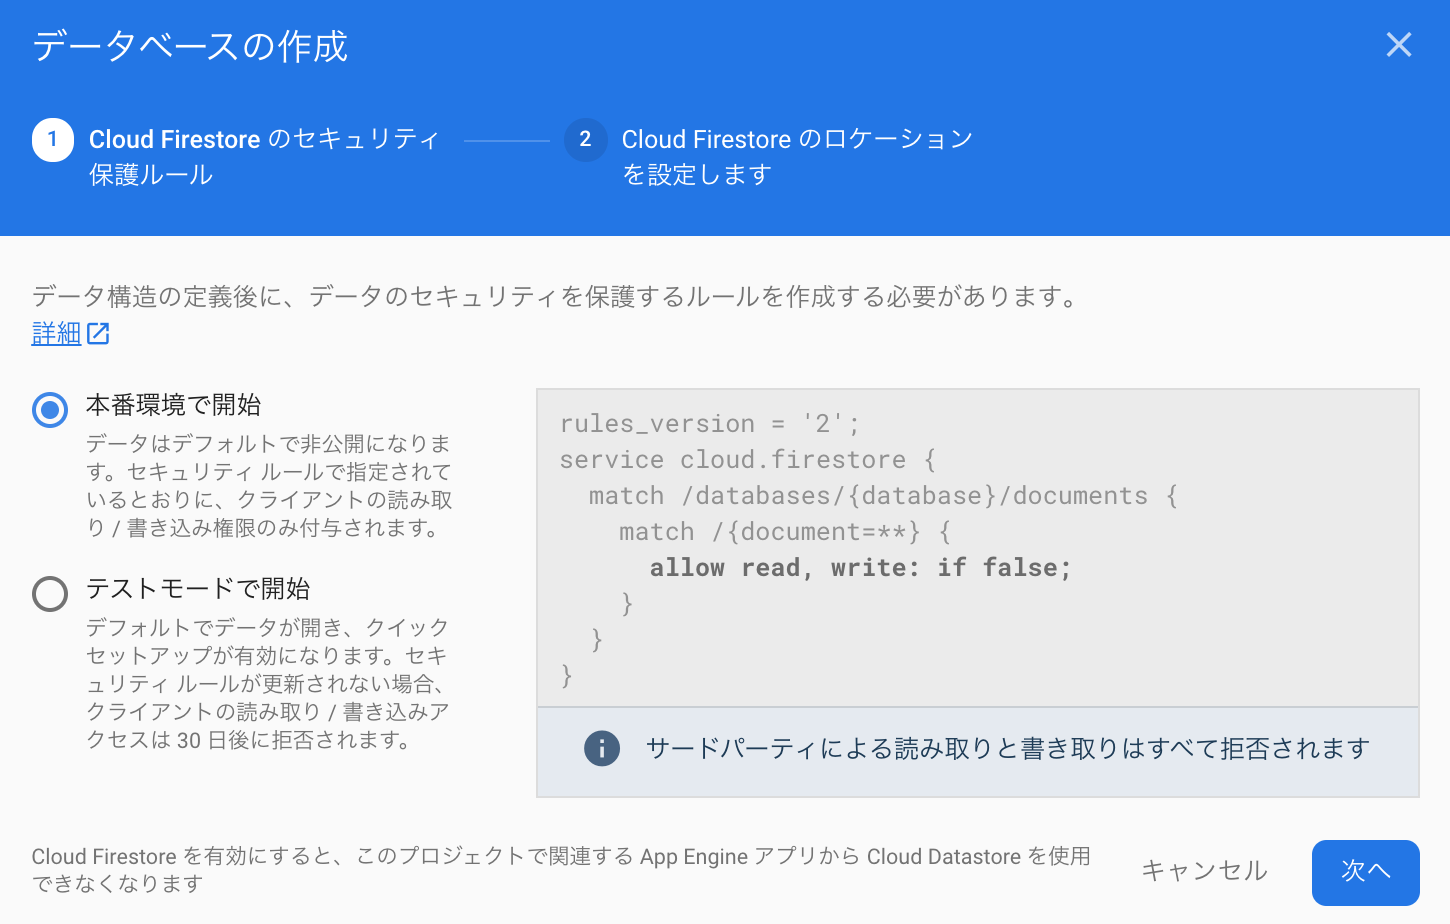 データベースの作成
1 Cloud Firestore のセキュリティ
保護ルール
2 Cloud Firestore のロケーション
を設定します
データ構造の定義後に、データのセキュリティを保護するルールを作成する必要があります。
詳細
本番環境で開始
データはデフォルトで非公開になりま
す。セキュリティ ルールで指定されて
いるとおりに、クライアントの読み取
り / 書き込み権限のみ付与されます。
テストモードで開始
デフォルトでデータが開き、クイック
セットアップが有効になります。セキ
ュリティ ルールが更新されない場合、
クライアントの読み取り / 書き込みア
クセスは 30 日後に拒否されます。
rules_version = '2';
service cloud.firestore {
  match /databases/{database}/documents {
    match /{document=**} {
      allow read, write: if false;
    }
  }
}
サードパーティによる読み取りと書き取りはすべて拒否されます
Cloud Firestore を有効にすると、このプロジェクトで関連する App Engine アプリから Cloud Datastore を使用
できなくなります
キャンセル
次へ